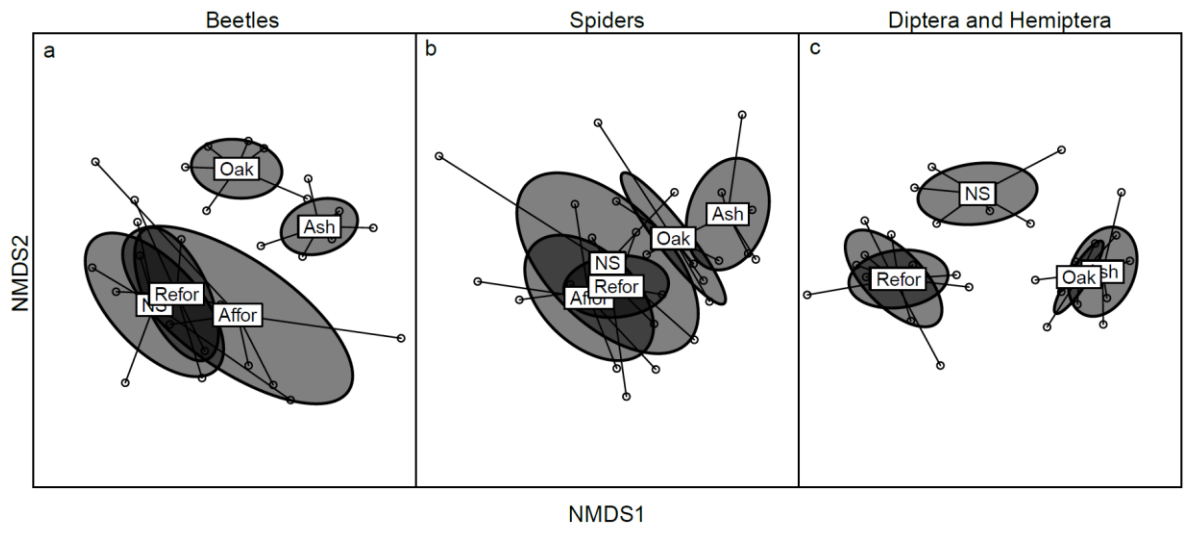 Beetles Spiders Diptera and Hemiptera
a b c
Oak
Ash
NS
Refor
Affor
Ash
Oak
NS
Refor
NS
Refor
Oak
NMDS2
NMDS1